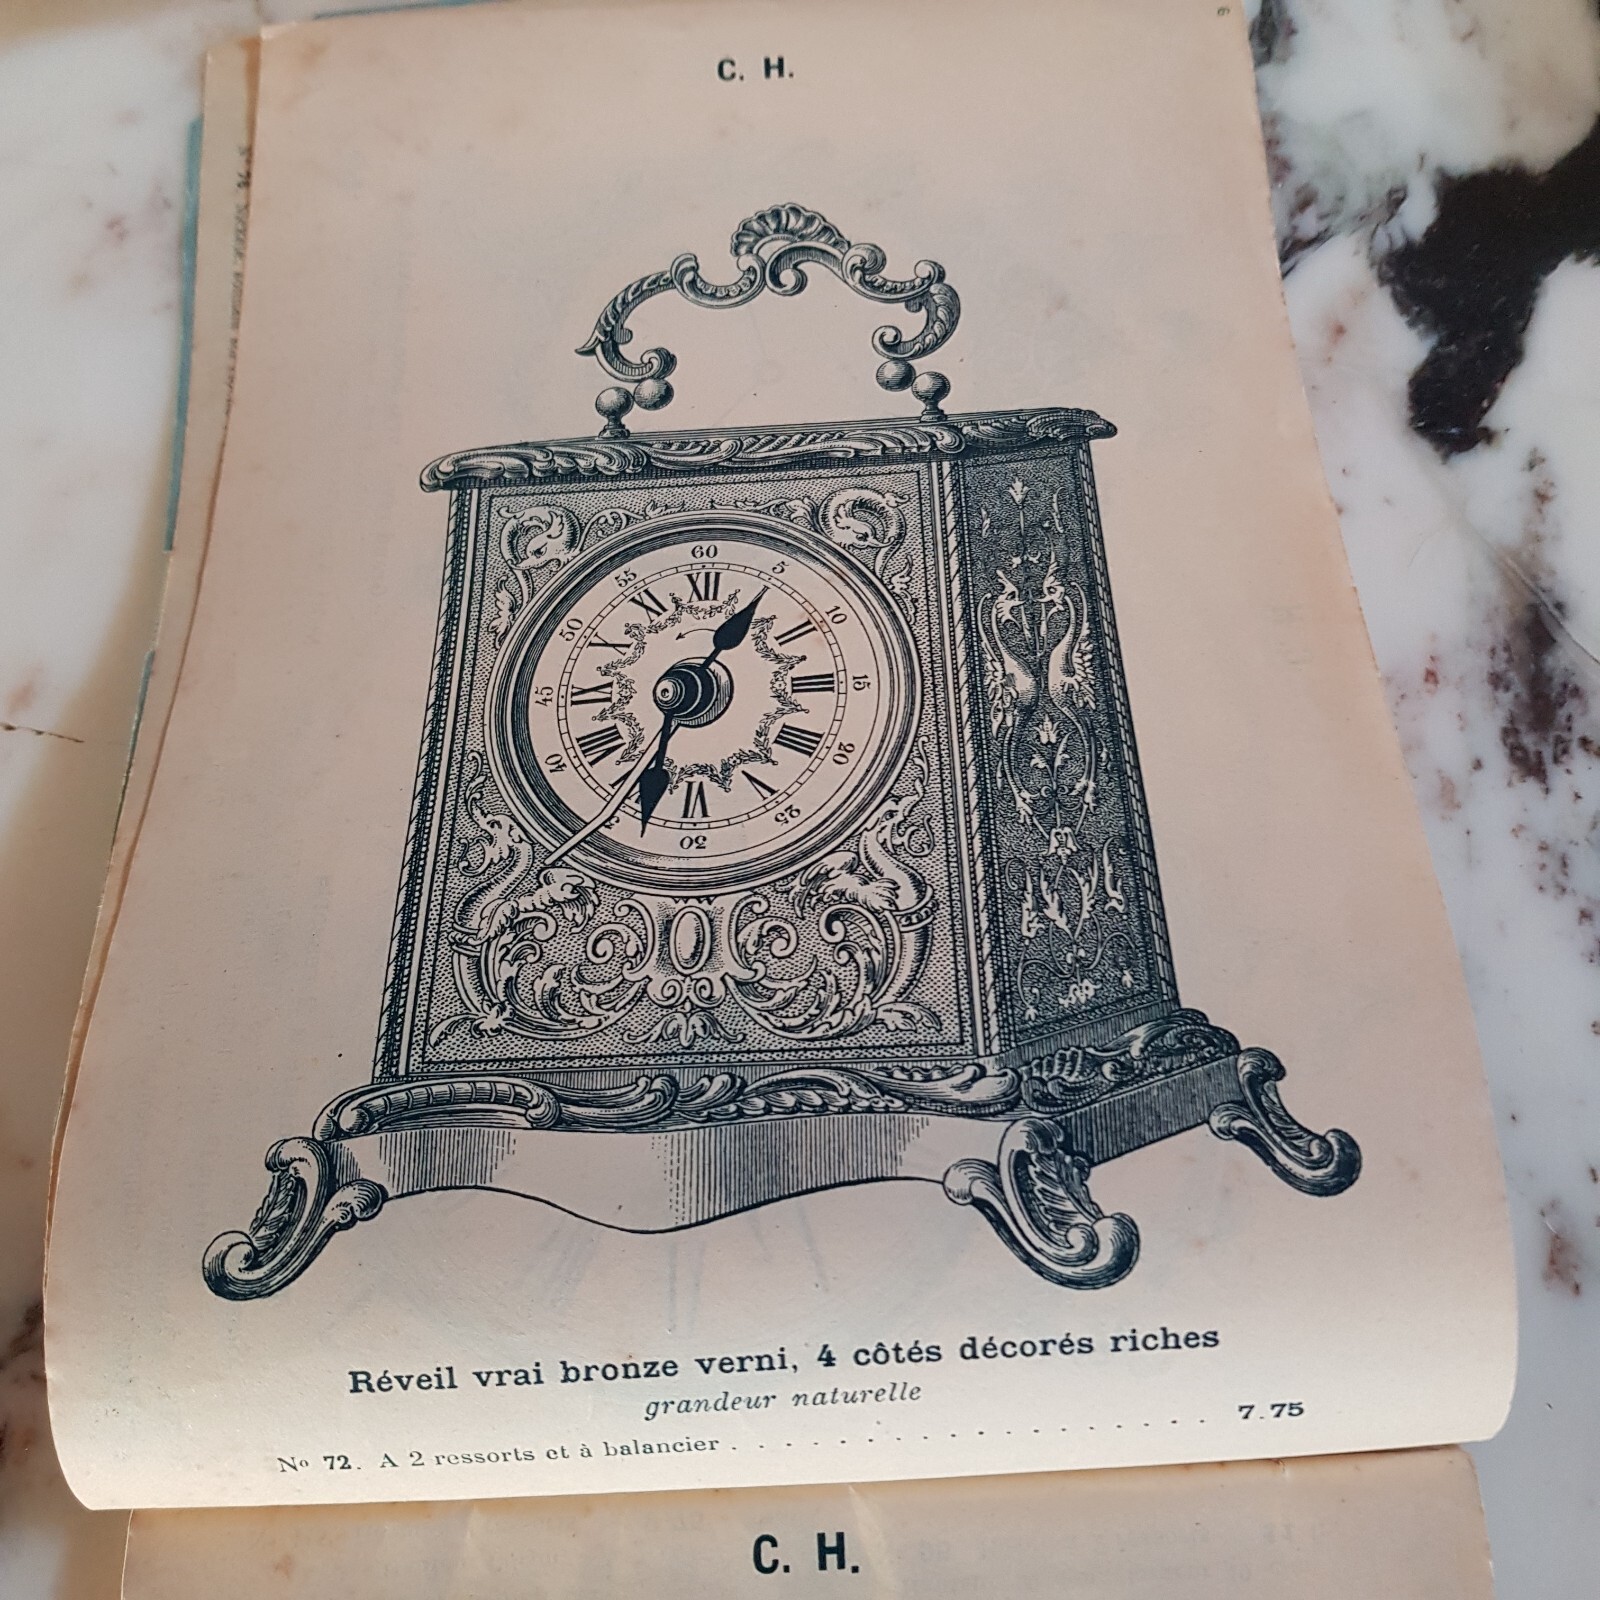 C. H.
60
55
5
XII
XI
50
10
X
II
45
15
IX
III
40
20
VIII
IIII
VI
V
25
30
Réveil vrai bronze verni, 4 côtés décorés riches
grandeur naturelle
No 72. A 2 ressorts et à balancier . . . . . . . . . . . . . . . . . . 7.75
C. H.